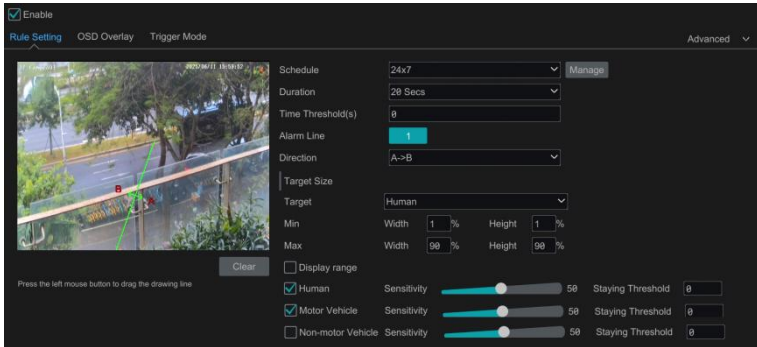 Enable
Rule Setting OSD Overlay Trigger Mode Advanced
Schedule 24x7 Manage
Duration 20 Secs
Time Threshold(s) 0
Alarm Line 1
Direction A->B
Target Size
B
A
Target Human
Min Width 1 % Height 1 %
Max Width 90 % Height 90 %
Clear
Display range
Press the left mouse button to drag the drawing line
Human Sensitivity 50 Staying Threshold 0
Motor Vehicle Sensitivity 50 Staying Threshold 0
Non-motor Vehicle Sensitivity 50 Staying Threshold 0